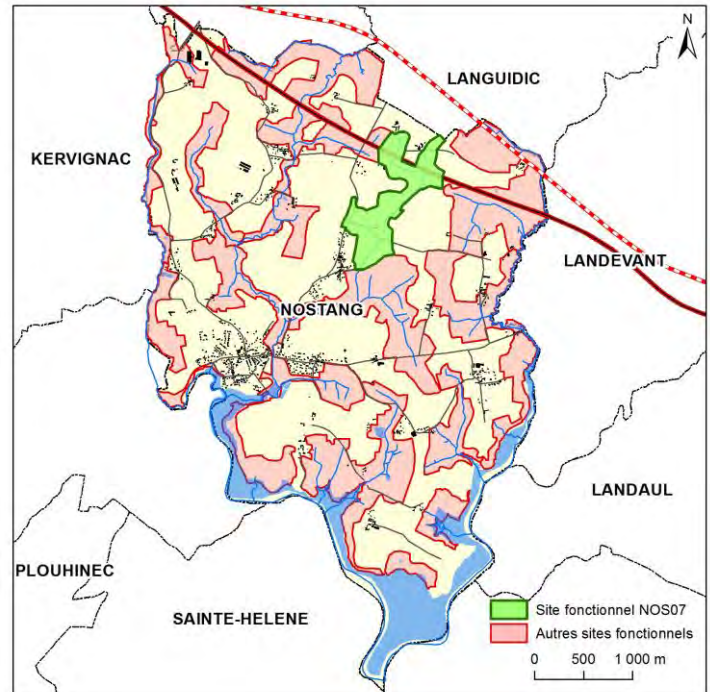 N
LANGUIDIC
KERVIGNAC
LANDEVANT
NOSTANG
LANDAUL
PLOUHINEC
SAINTE-HELENE
Site fonctionnel NOS07
Autres sites fonctionnels
0 500 1 000 m